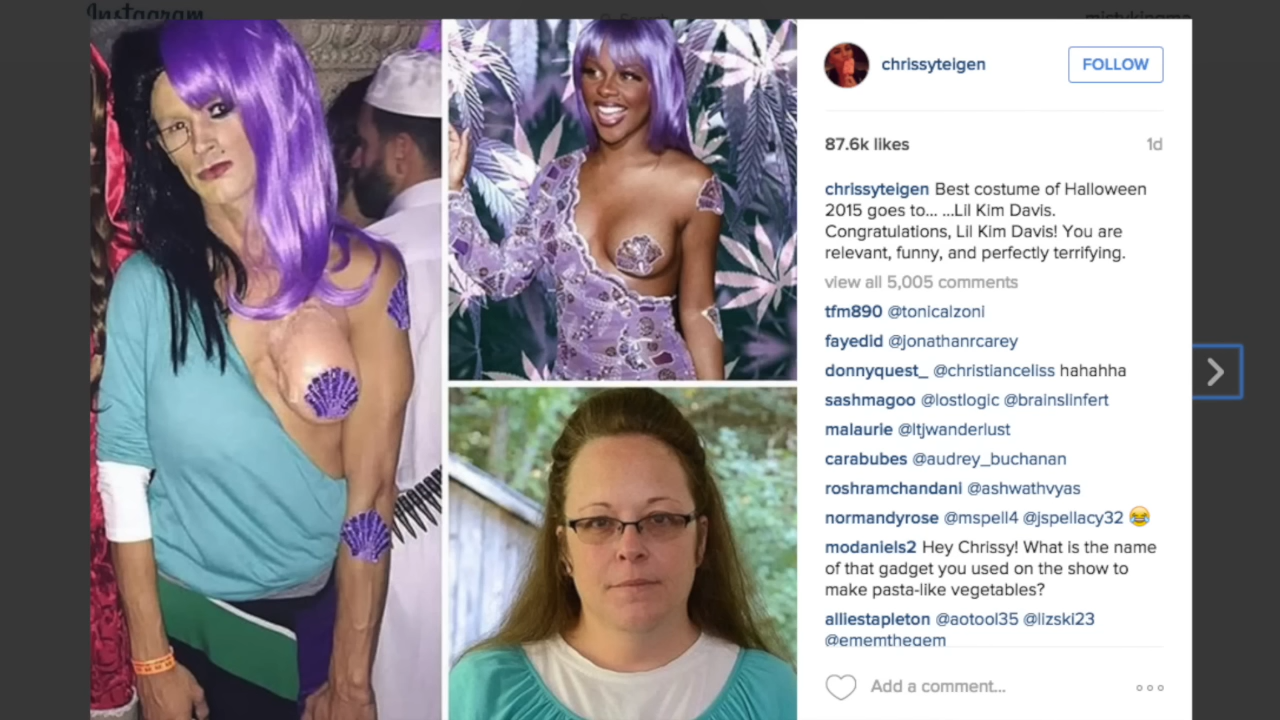 Instagram
chrissyteigen
FOLLOW
87.6k likes
1d
chrissyteigen Best costume of Halloween
2015 goes to... ...Lil Kim Davis.
Congratulations, Lil Kim Davis! You are
relevant, funny, and perfectly terrifying.
view all 5,005 comments
tfm890 @tonicalzoni
fayedid @jonathanrcarey
donnyquest_ @christianceliss hahahha
sashmagoo @lostlogic @brainslinfert
malaurie @ltjwanderlust
carabubes @audrey_buchanan
roshramchandani @ashwathvyas
normandyrose @mspell4 @jspellacy32 😂
modaniels2 Hey Chrissy! What is the name
of that gadget you used on the show to
make pasta-like vegetables?
alliestapleton @aotool35 @lizski23
@ememthegem
Add a comment...